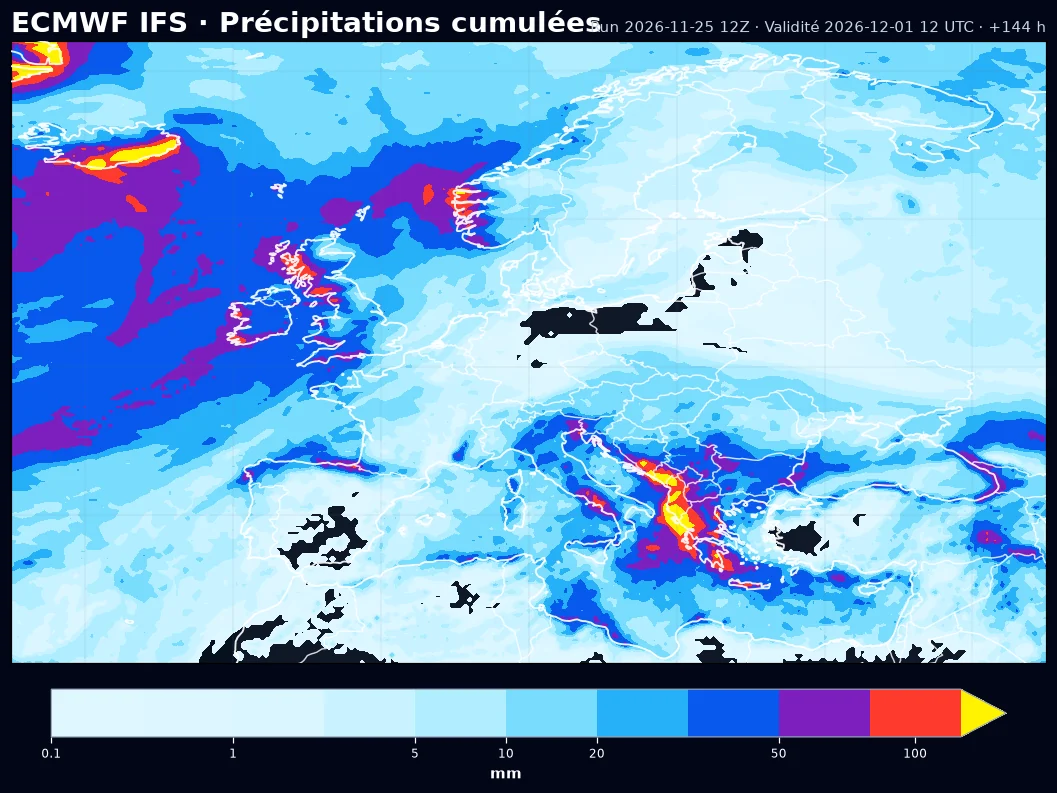 ECMWF IFS · Précipitations cumulées
Run 2026-11-25 12Z · Validité 2026-12-01 12 UTC · +144 h
0.1 1 5 10 20 50 100
mm